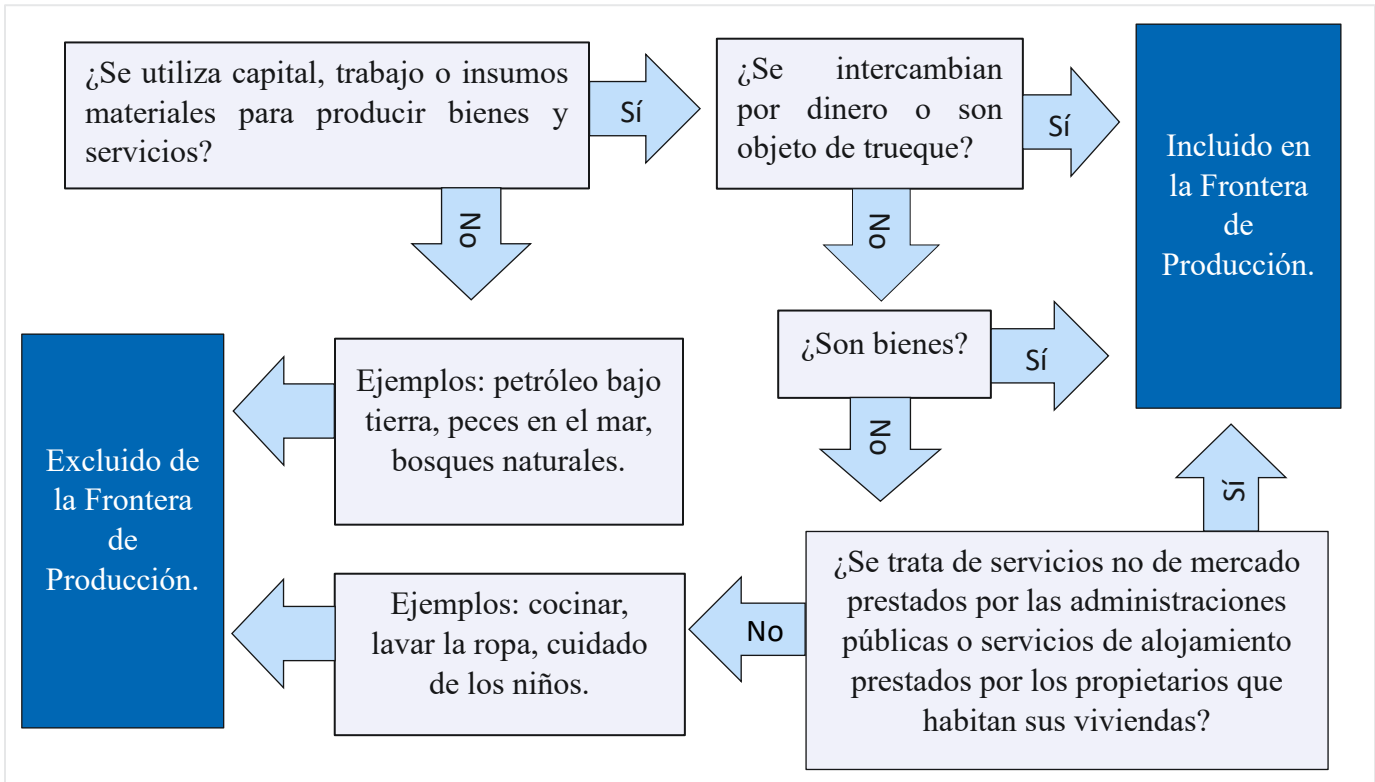 ¿Se utiliza capital, trabajo o insumos
materiales para producir bienes y
servicios?
Sí
¿Se intercambian
por dinero o son
objeto de trueque?
Sí
Incluido en
la Frontera
de
Producción.
No
No
¿Son bienes?
Sí
Ejemplos: petróleo bajo
tierra, peces en el mar,
bosques naturales.
No
Excluido de
la Frontera
de
Producción.
Sí
¿Se trata de servicios no de mercado
prestados por las administraciones
públicas o servicios de alojamiento
prestados por los propietarios que
habitan sus viviendas?
No
Ejemplos: cocinar,
lavar la ropa, cuidado
de los niños.